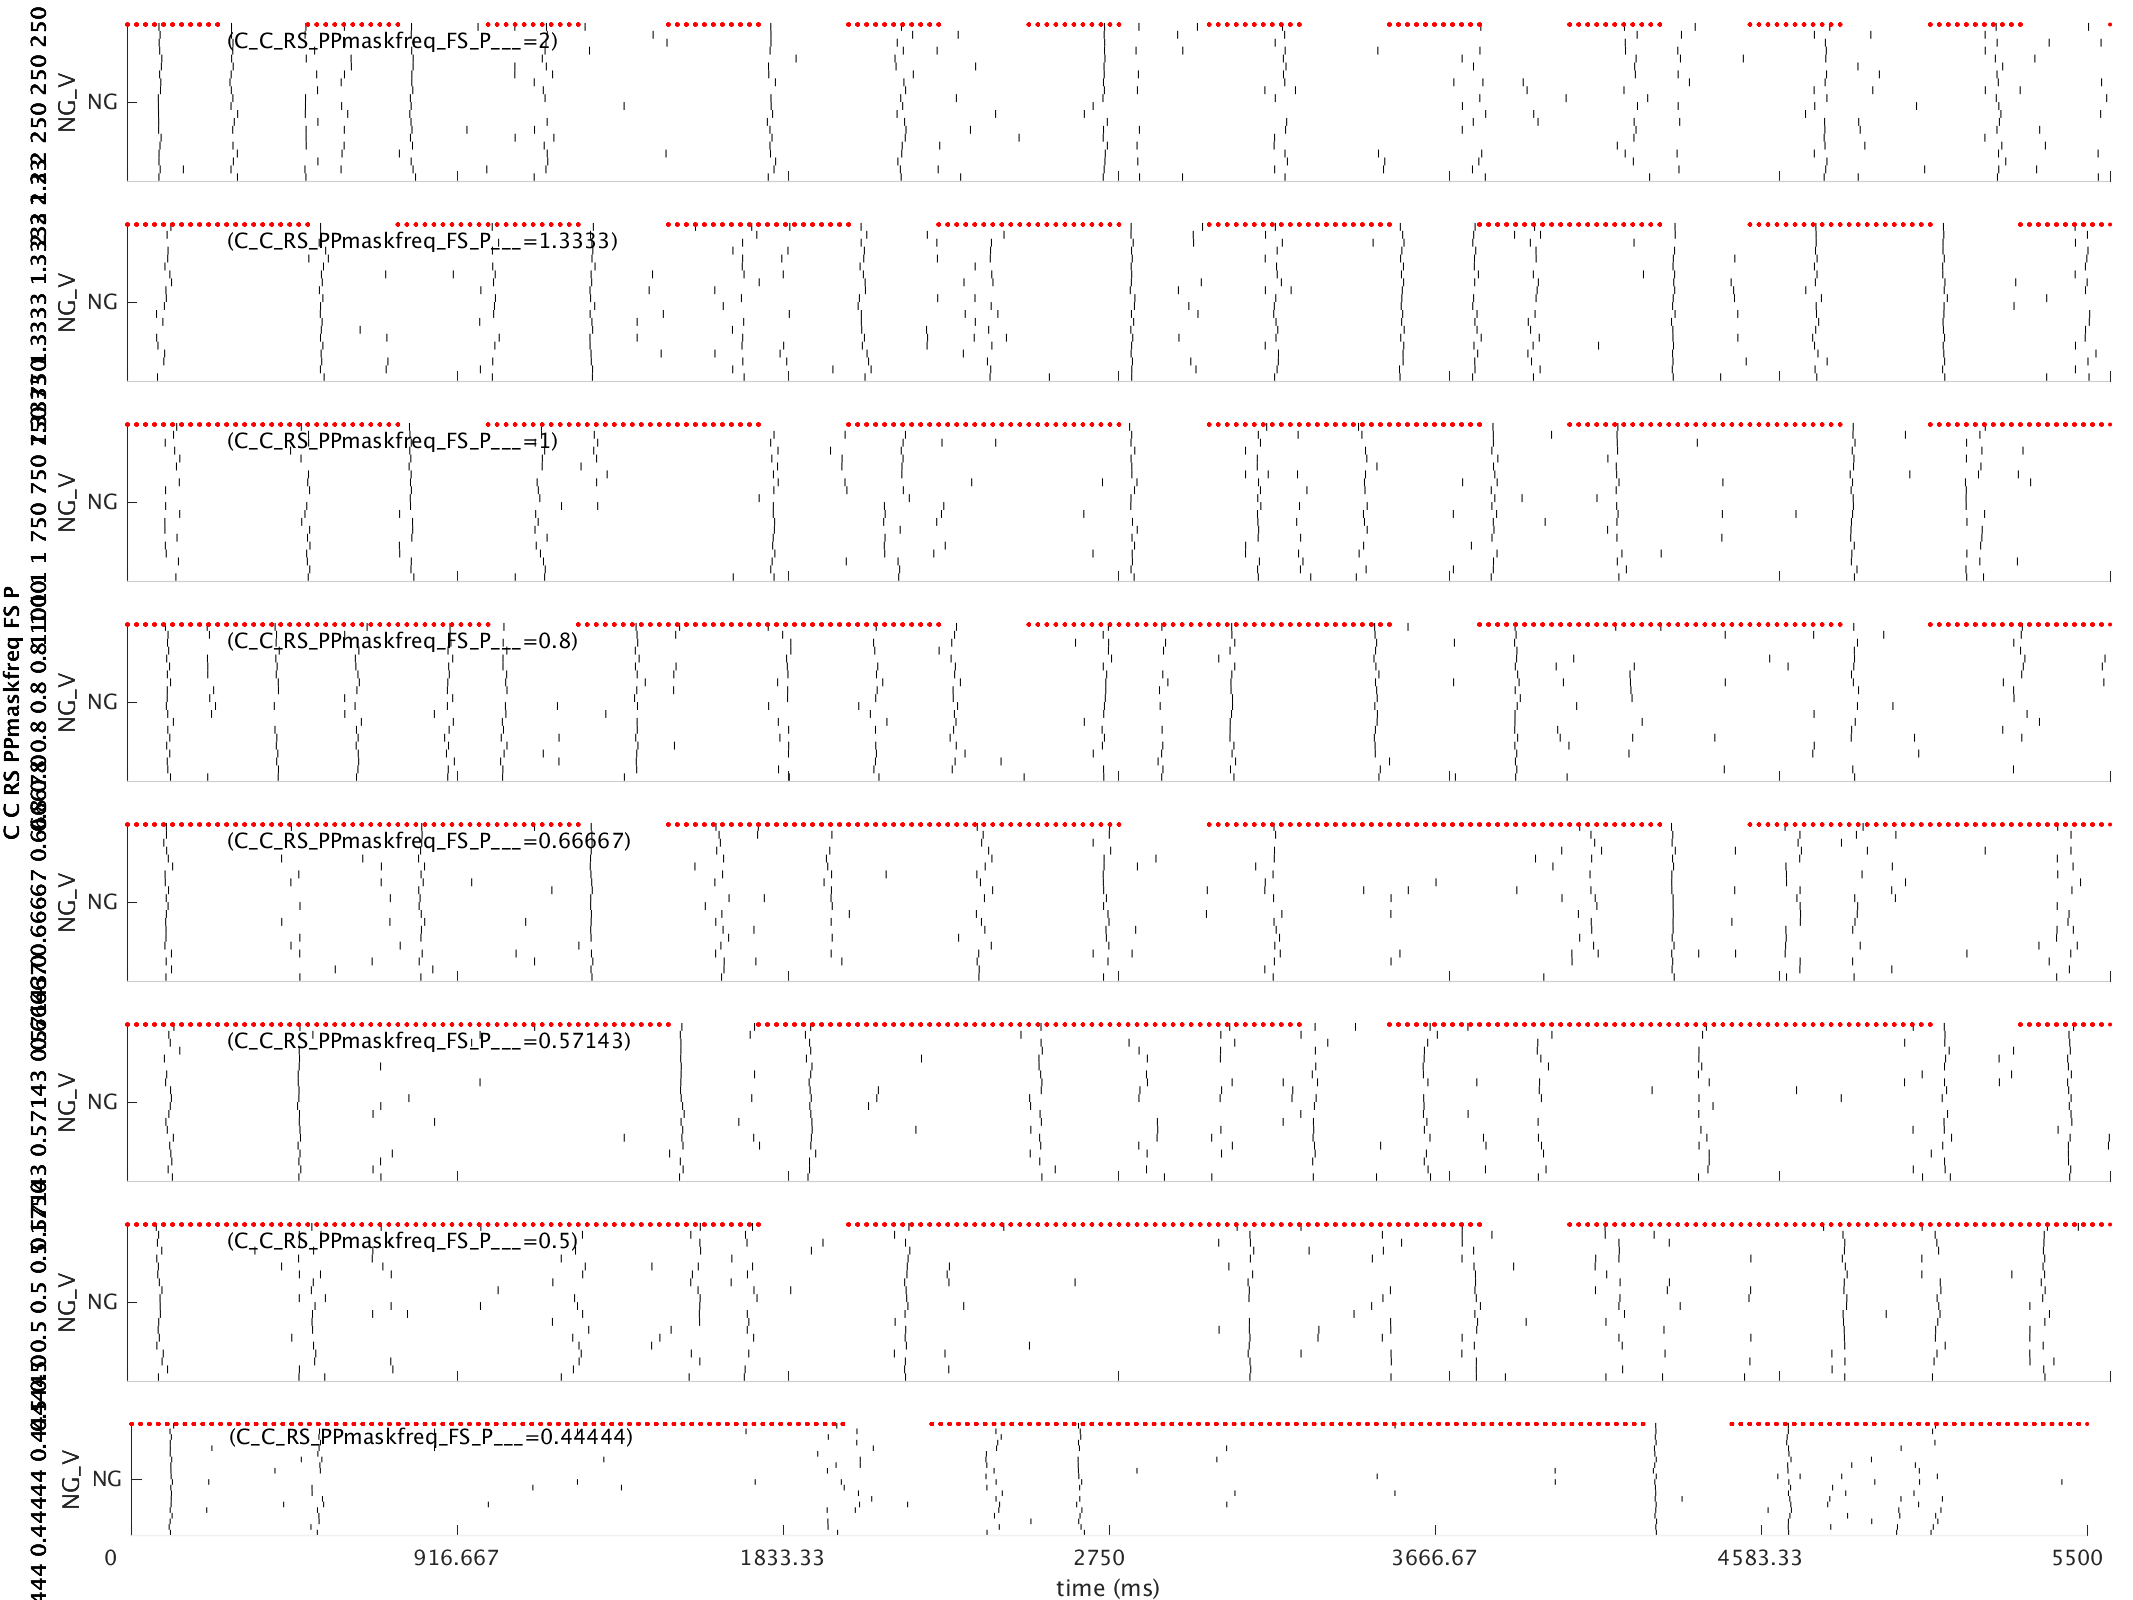 (C_C_RS_PPmaskfreq_FS_P___=2)
NG_V
NG
(C_C_RS_PPmaskfreq_FS_P___=1.3333)
NG_V
NG
(C_C_RS_PPmaskfreq_FS_P___=1)
NG_V
NG
C C RS PPmaskfreq FS P
(C_C_RS_PPmaskfreq_FS_P___=0.8)
NG_V
NG
(C_C_RS_PPmaskfreq_FS_P___=0.66667)
NG_V
NG
(C_C_RS_PPmaskfreq_FS_P___=0.57143)
NG_V
NG
(C_C_RS_PPmaskfreq_FS_P___=0.5)
NG_V
NG
(C_C_RS_PPmaskfreq_FS_P___=0.44444)
NG_V
NG
0 916.667 1833.33 2750 3666.67 4583.33 5500
time (ms)